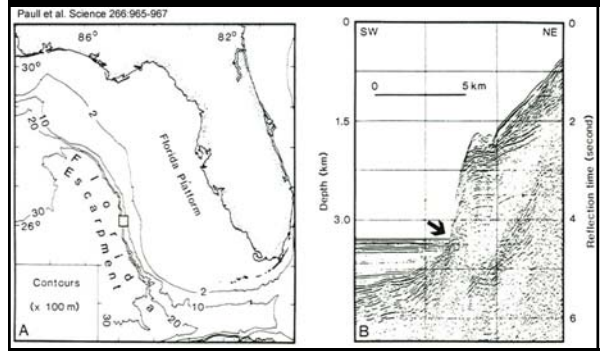 Paull et al. Science 266:965-967
86°
82°
30°
2
10
20
Florida Platform
Florida
Escarpment
30
26°
Contours
(x 100 m)
2
10
20
30
A
SW
NE
0
0
0
5 km
1.5
2
Depth (km)
Reflection time (second)
3.0
4
6
B